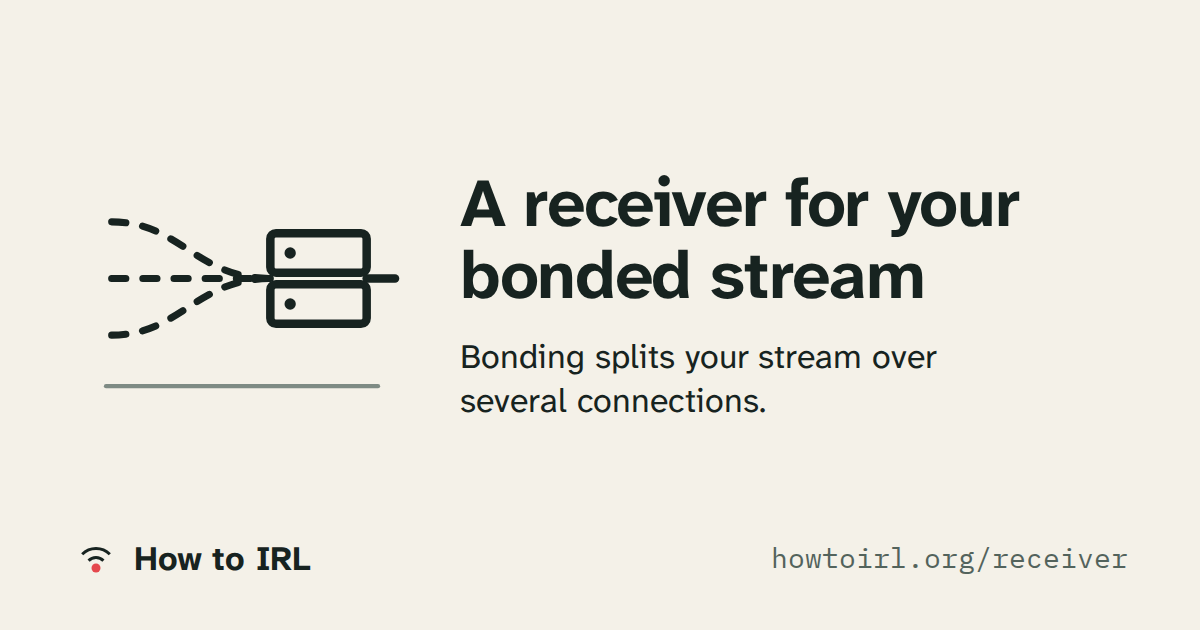 A receiver for your
bonded stream
Bonding splits your stream over
several connections.
How to IRL
howtoirl.org/receiver